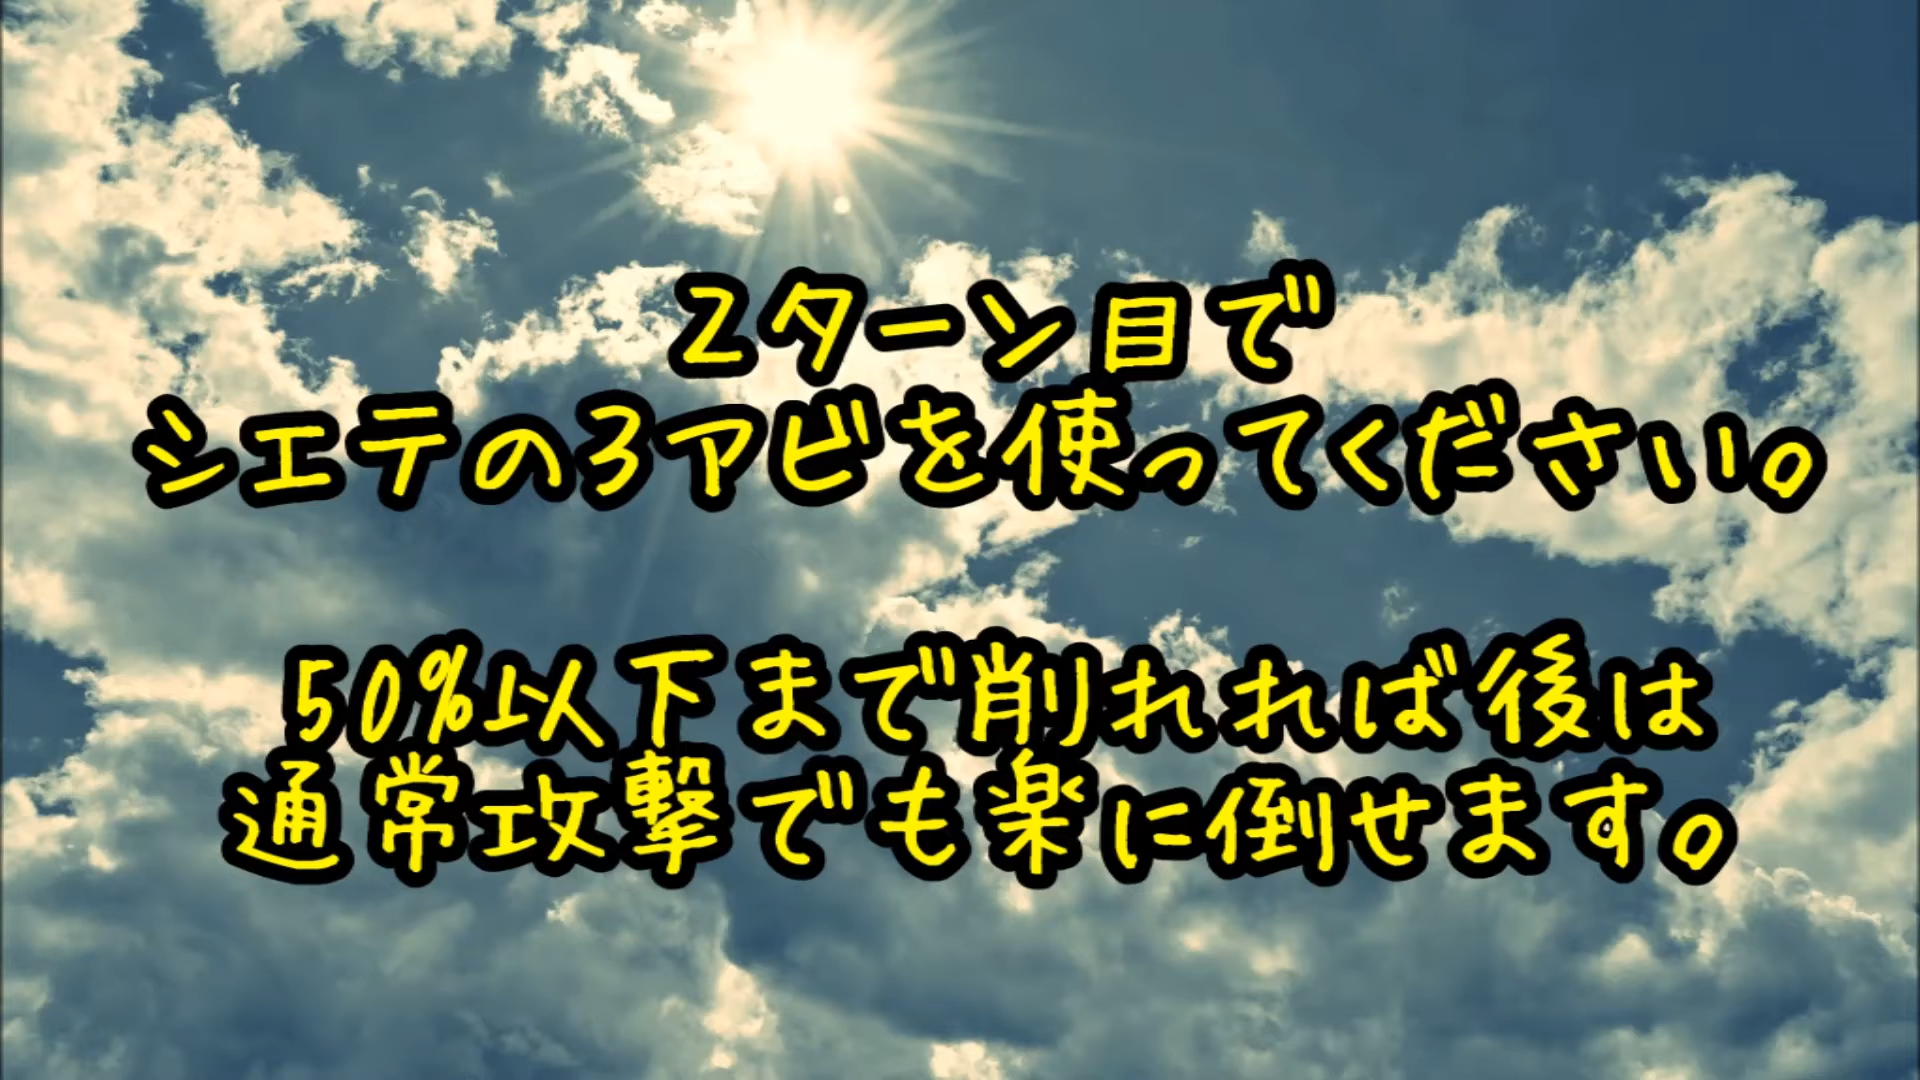 2ターン目で
シエテの3アビを使ってください。
50%以下まで削れれば後は
通常攻撃でも楽に倒せます。